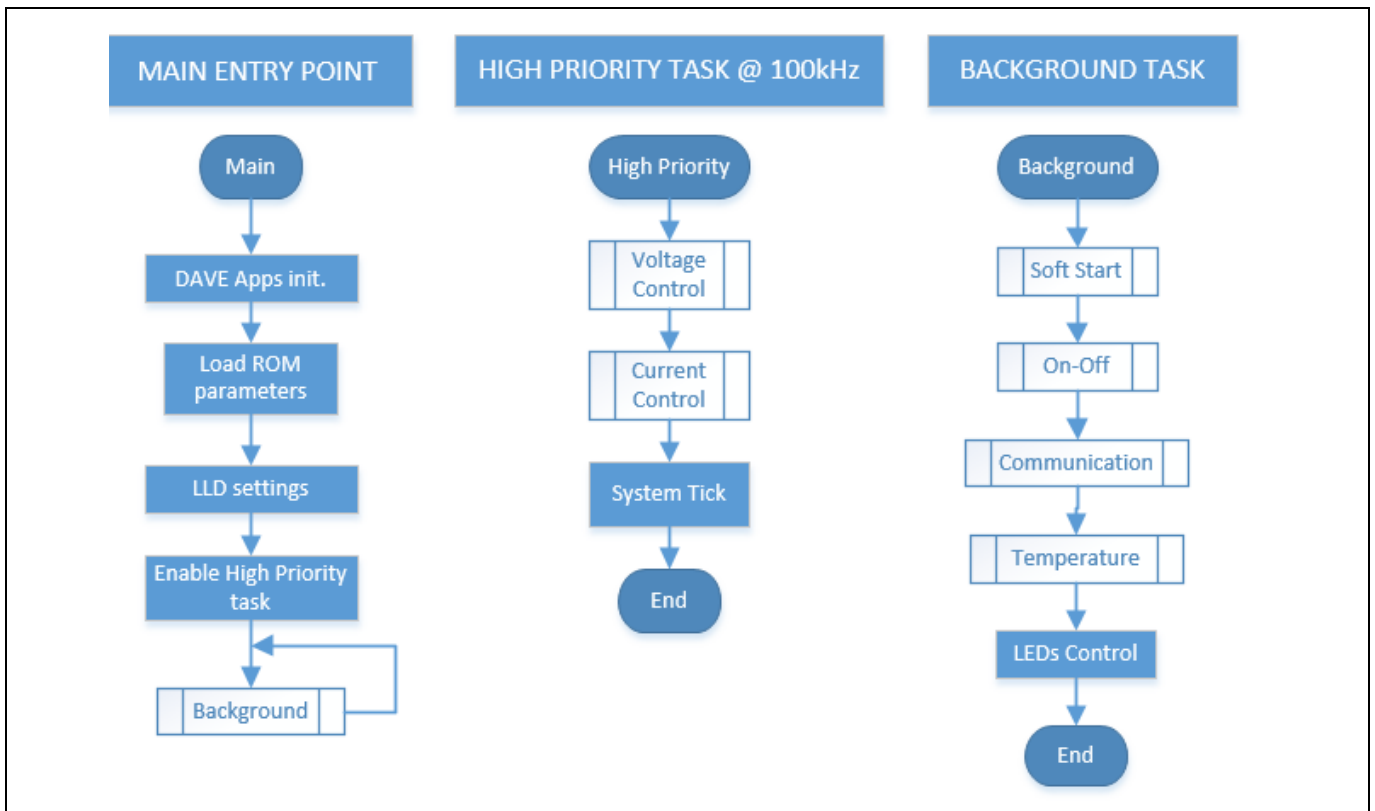 MAIN ENTRY POINT
Main
DAVE Apps init.
Load ROM
parameters
LLD settings
Enable High Priority
task
Background
HIGH PRIORITY TASK @ 100kHz
High Priority
Voltage
Control
Current
Control
System Tick
End
BACKGROUND TASK
Background
Soft Start
On-Off
Communication
Temperature
LEDs Control
End